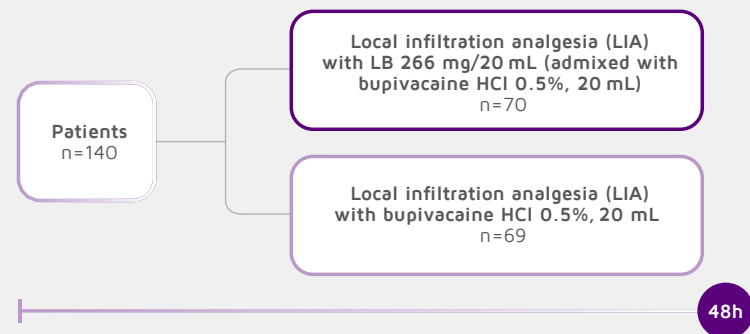 Patients
n=140
Local infiltration analgesia (LIA)
with LB 266 mg/20 mL (admixed with
bupivacaine HCl 0.5%, 20 mL)
n=70
Local infiltration analgesia (LIA)
with bupivacaine HCl 0.5%, 20 mL
n=69
48h